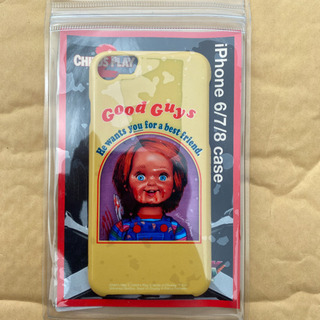 CHILD'S PLAY
Good Guys
He wants you for a best friend.
iPhone 6/7/8 case